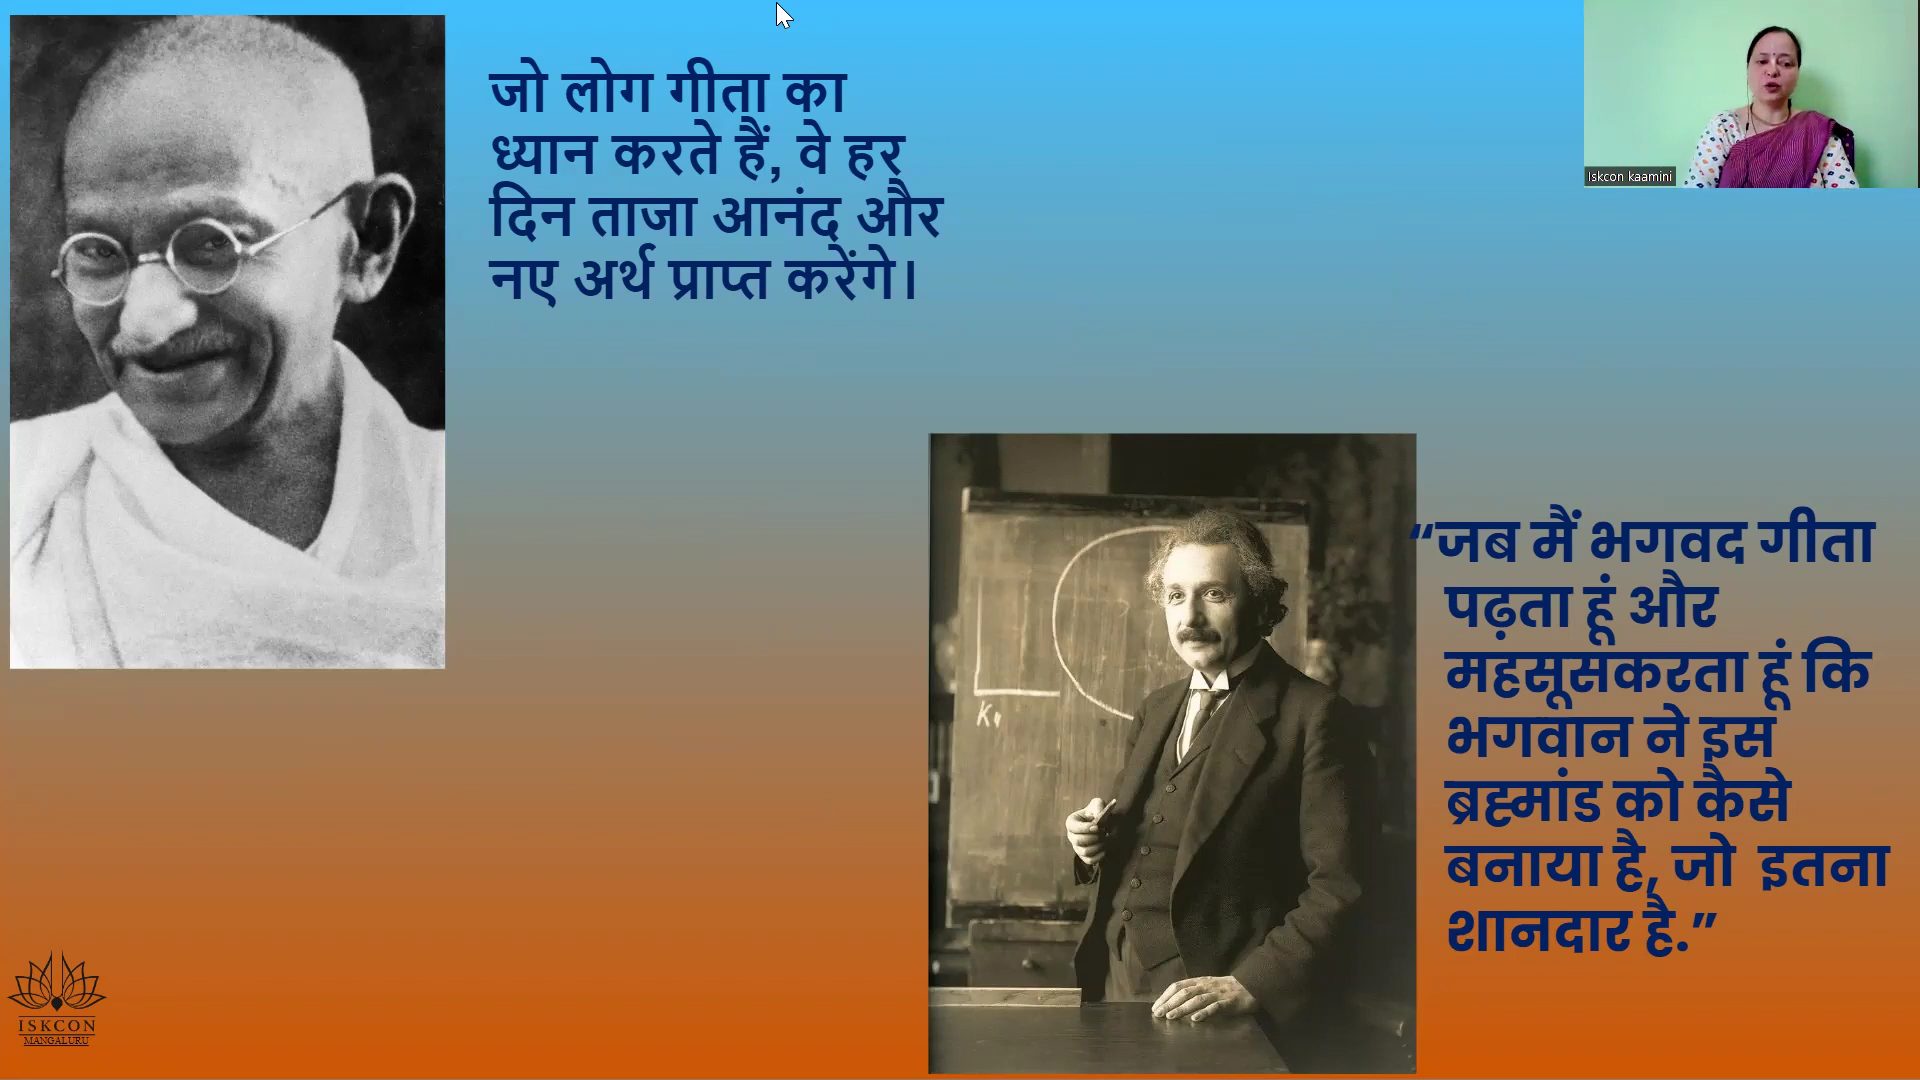 जो लोग गीता का
ध्यान करते हैं, वे हर
दिन ताजा आनंद और
नए अर्थ प्राप्त करेंगे।
Iskcon kaamini
K
“जब मैं भगवद गीता
पढ़ता हूं और
महसूसकरता हूं कि
भगवान ने इस
ब्रह्मांड को कैसे
बनाया है, जो इतना
शानदार है.”
ISKCON
MANGALURU